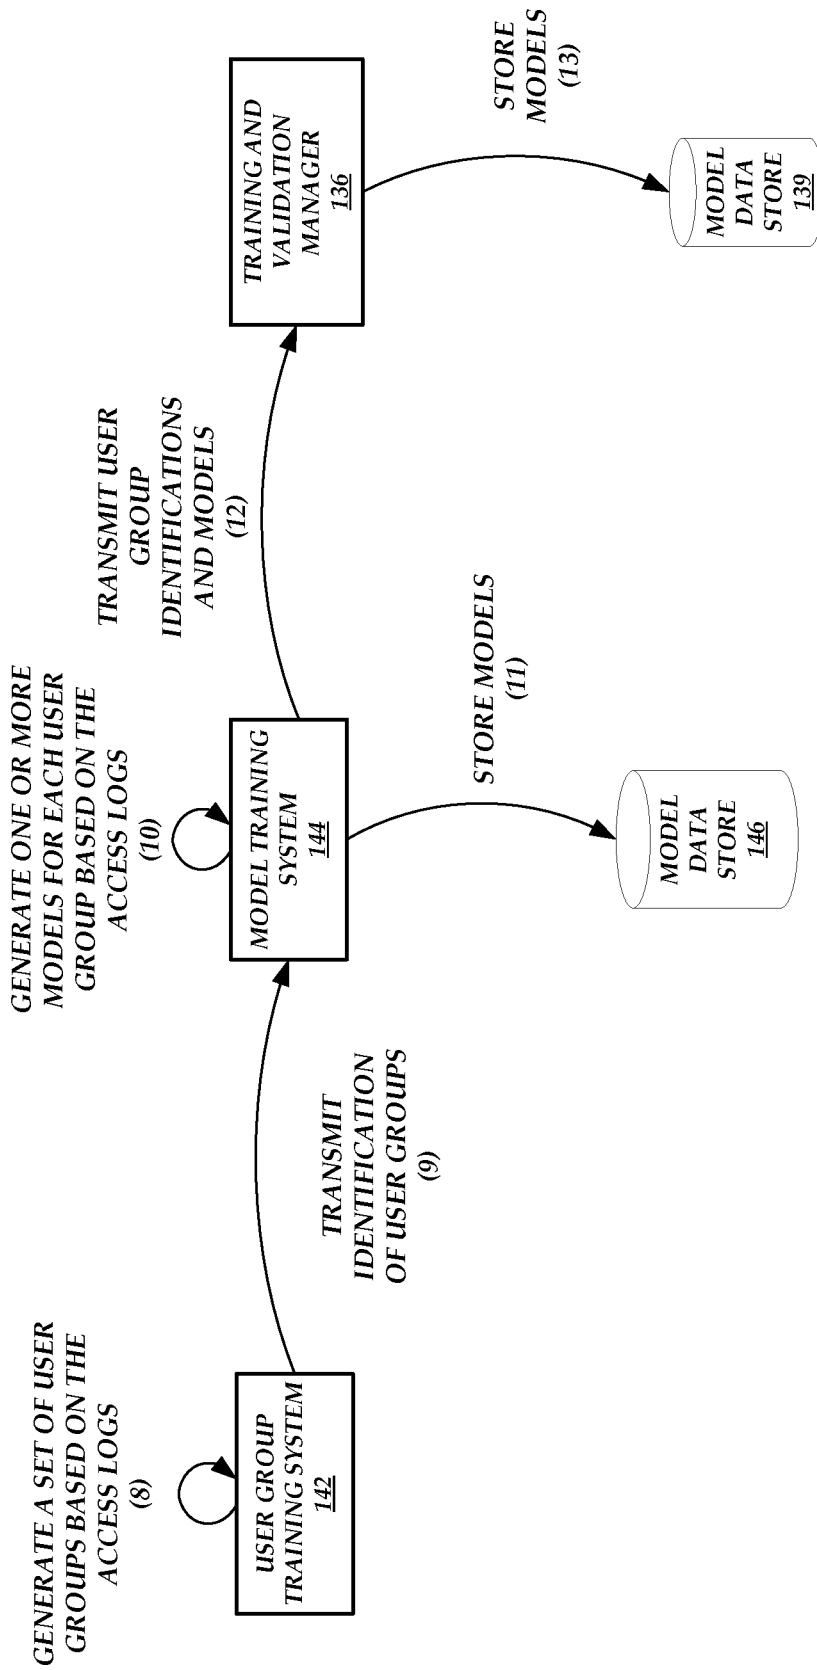 GENERATE A SET OF USER
GROUPS BASED ON THE
ACCESS LOGS
(8)
USER GROUP
TRAINING SYSTEM
142
TRANSMIT
IDENTIFICATION
OF USER GROUPS
(9)
GENERATE ONE OR MORE
MODELS FOR EACH USER
GROUP BASED ON THE
ACCESS LOGS
(10)
MODEL TRAINING
SYSTEM
144
STORE MODELS
(11)
MODEL
DATA
STORE
146
TRANSMIT USER
GROUP
IDENTIFICATIONS
AND MODELS
(12)
TRAINING AND
VALIDATION
MANAGER
136
STORE
MODELS
(13)
MODEL
DATA
STORE
139